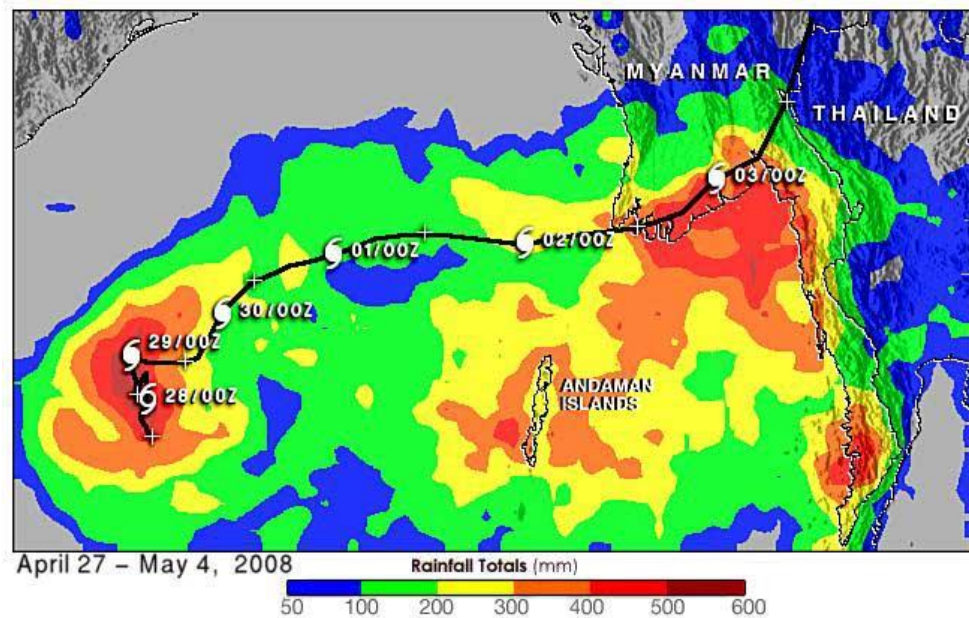 MYANMAR
THAILAND
03/00Z
02/00Z
01/00Z
30/00Z
29/00Z
28/00Z
ANDAMAN
ISLANDS
April 27 – May 4, 2008
Rainfall Totals (mm)
50 100 200 300 400 500 600